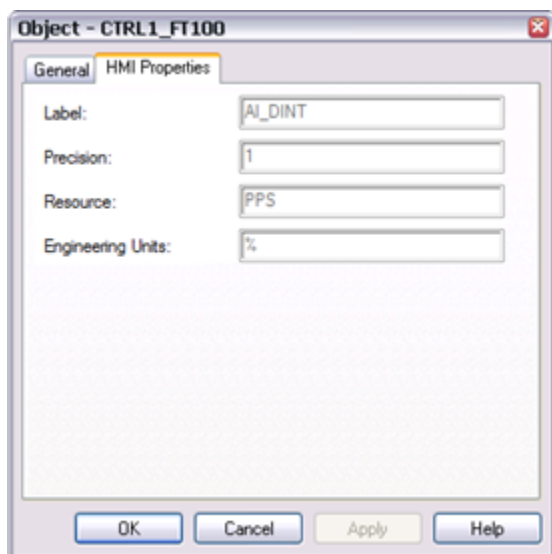 Object - CTRL1_FT100
General HMI Properties
Label: AI_DINT
Precision: 1
Resource: PPS
Engineering Units: %
OK Cancel Apply Help